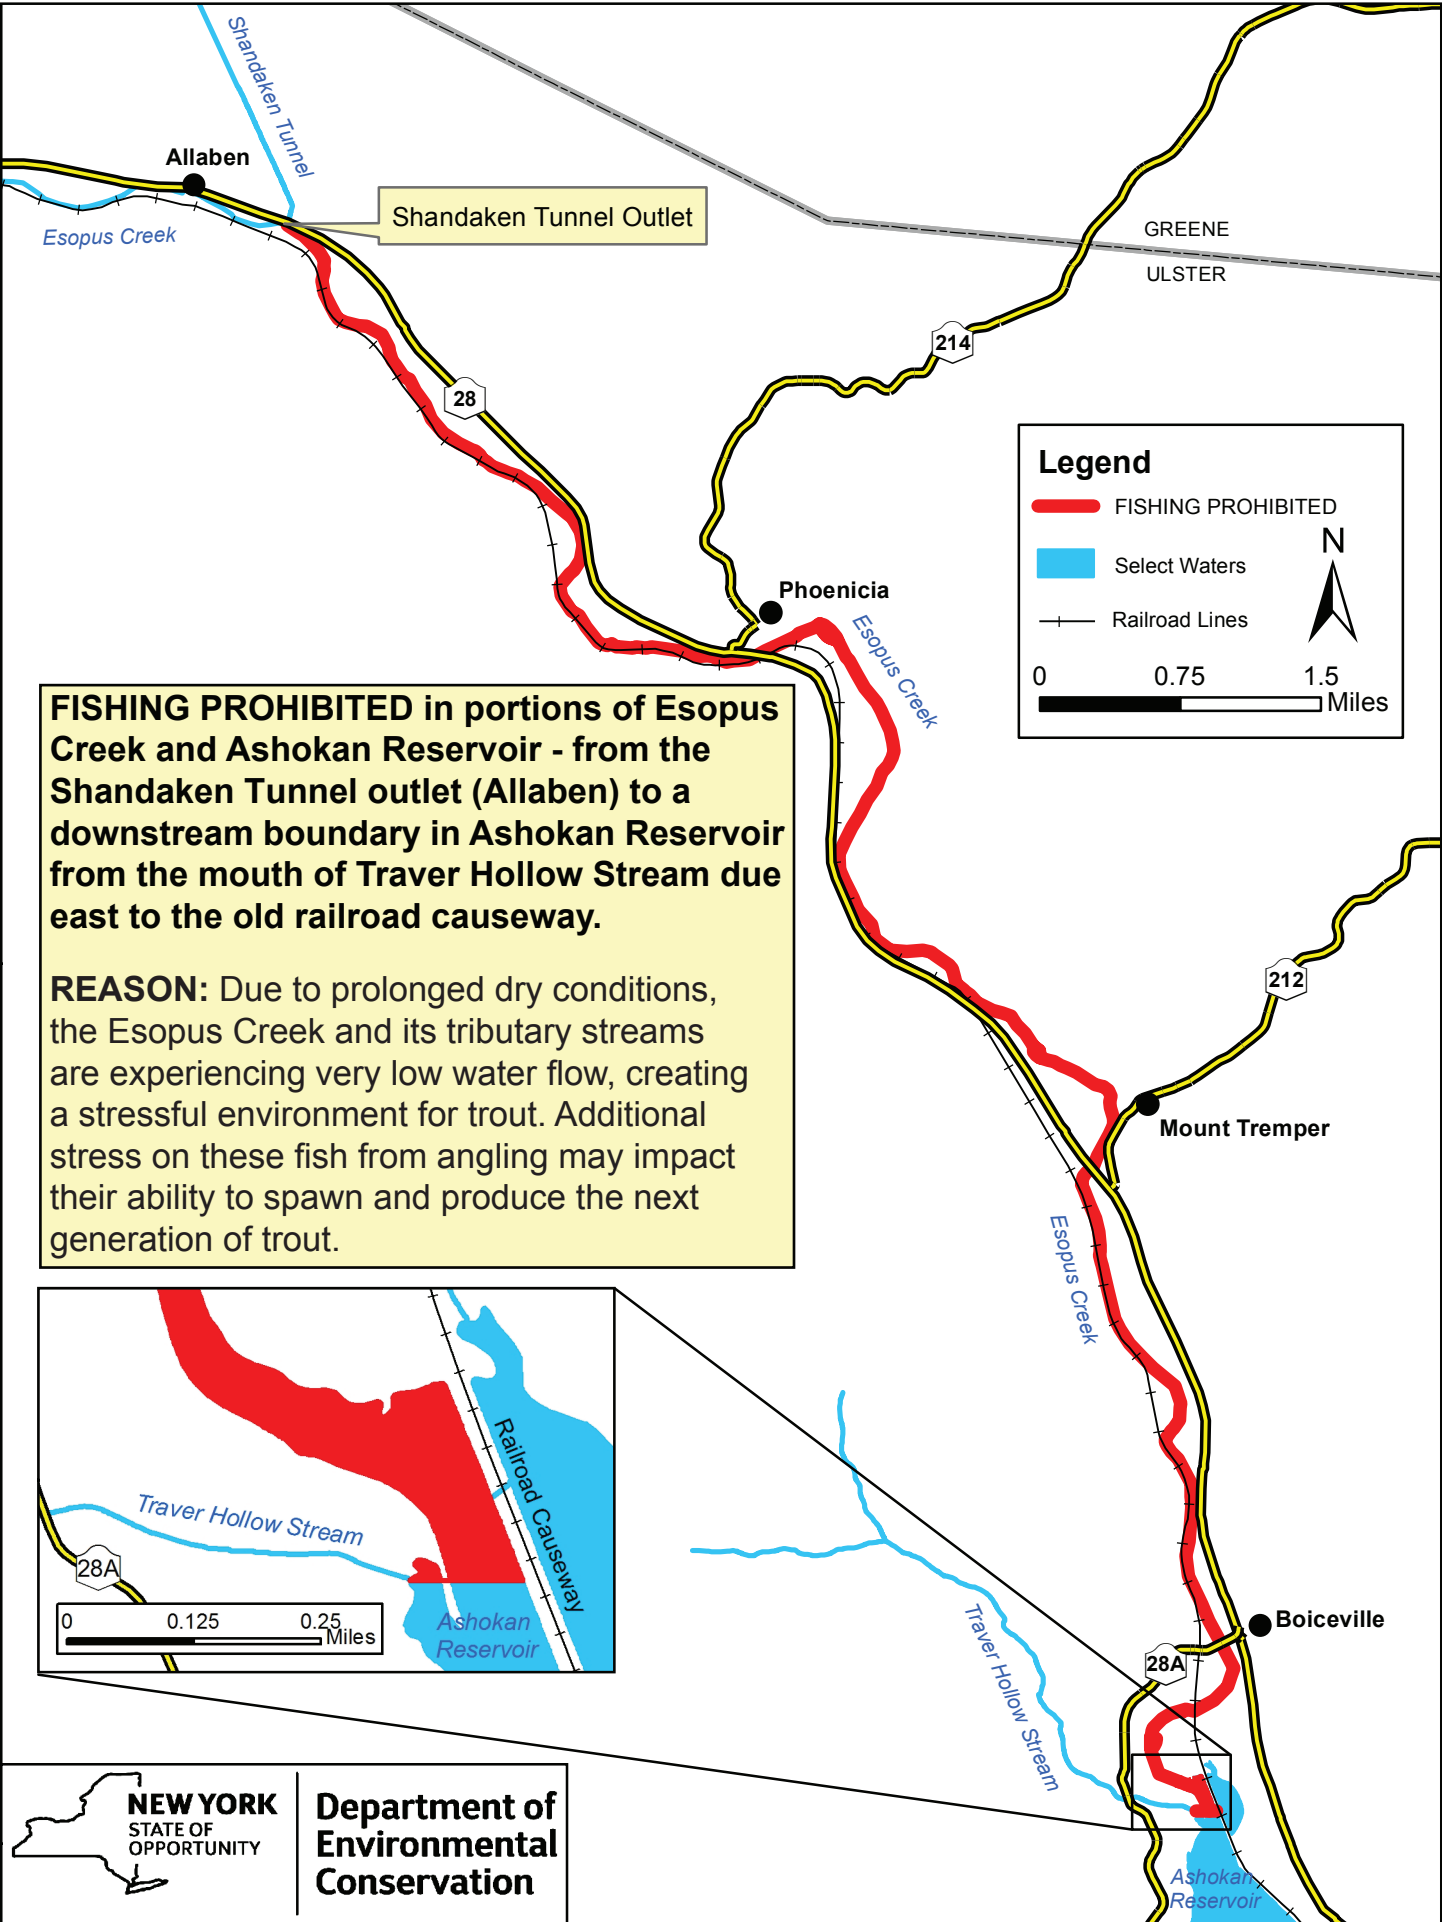 Shandaken Tunnel
Allaben
Shandaken Tunnel Outlet
Esopus Creek
GREENE
ULSTER
214
28
Legend
FISHING PROHIBITED
N
Select Waters
Railroad Lines
0 0.75 1.5
Miles
Phoenicia
Esopus Creek
FISHING PROHIBITED in portions of Esopus
Creek and Ashokan Reservoir - from the
Shandaken Tunnel outlet (Allaben) to a
downstream boundary in Ashokan Reservoir
from the mouth of Traver Hollow Stream due
east to the old railroad causeway.
REASON: Due to prolonged dry conditions,
the Esopus Creek and its tributary streams
are experiencing very low water flow, creating
a stressful environment for trout. Additional
stress on these fish from angling may impact
their ability to spawn and produce the next
generation of trout.
212
Mount Tremper
Esopus Creek
Railroad Causeway
Traver Hollow Stream
28A
0 0.125 0.25
Miles
Ashokan
Reservoir
Traver Hollow Stream
Boiceville
28A
Ashokan
Reservoir
NEW YORK
STATE OF
OPPORTUNITY
Department of
Environmental
Conservation